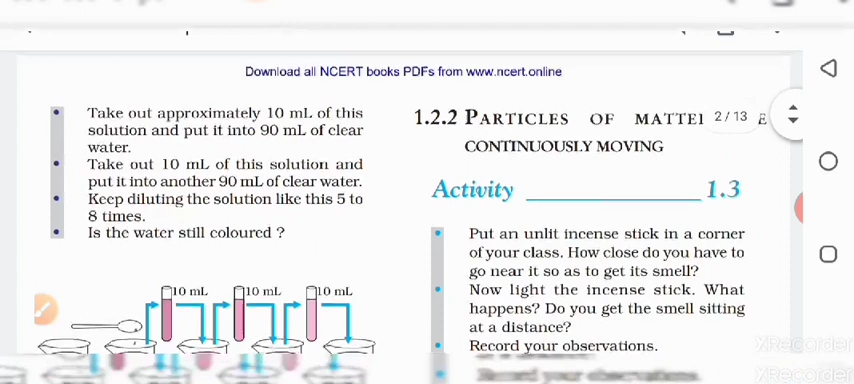 Download all NCERT books PDFs from www.ncert.online
• Take out approximately 10 mL of this
solution and put it into 90 mL of clear
water.
• Take out 10 mL of this solution and
put it into another 90 mL of clear water.
• Keep diluting the solution like this 5 to
8 times.
• Is the water still coloured ?
10 mL
10 mL
10 mL
1.2.2 PARTICLES OF MATTE
2/13
E
CONTINUOUSLY MOVING
Activity 1.3
• Put an unlit incense stick in a corner
of your class. How close do you have to
go near it so as to get its smell?
• Now light the incense stick. What
happens? Do you get the smell sitting
at a distance?
• Record your observations.
XRecorder
Record your observations.
XRecorder